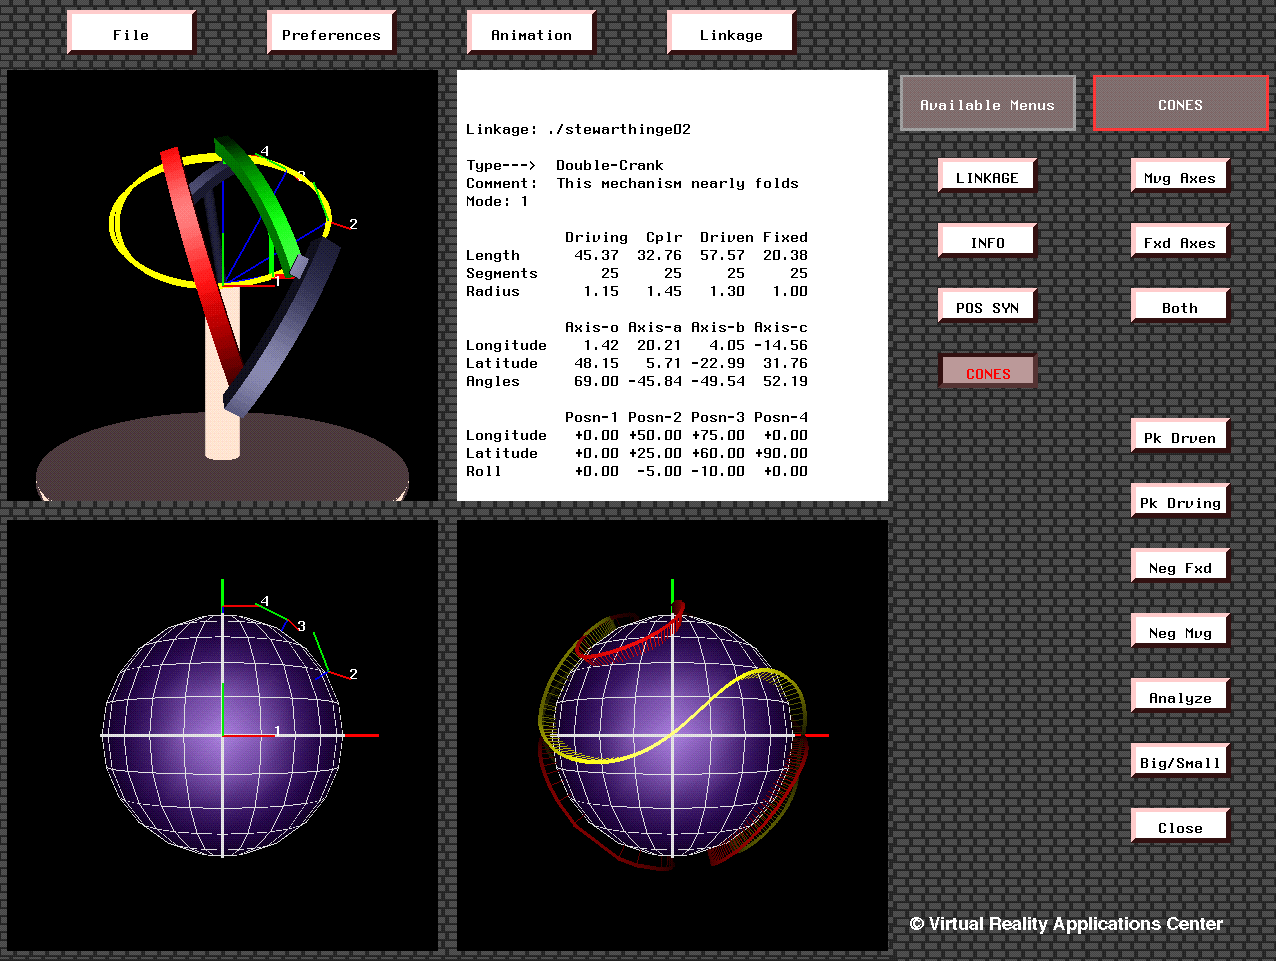 File
Preferences
Animation
Linkage
Available Menus
CONES
LINKAGE
INFO
POS SYN
CONES
Mvg Axes
Fxd Axes
Both
Pk Drven
Pk Drving
Neg Fxd
Neg Mvg
Analyze
Big/Small
Close
4
3
2
1
Linkage: ./stewarthinge02
Type---> Double-Crank
Comment: This mechanism nearly folds
Mode: 1
Driving Cplr Driven Fixed
Length 45.37 32.76 57.57 20.38
Segments 25 25 25 25
Radius 1.15 1.45 1.30 1.00
Axis-o Axis-a Axis-b Axis-c
Longitude 1.42 20.21 4.05 -14.56
Latitude 48.15 5.71 -22.99 31.76
Angles 69.00 -45.84 -49.54 52.19
Posn-1 Posn-2 Posn-3 Posn-4
Longitude +0.00 +50.00 +75.00 +0.00
Latitude +0.00 +25.00 +60.00 +90.00
Roll +0.00 -5.00 -10.00 +0.00
4
3
2
1
© Virtual Reality Applications Center